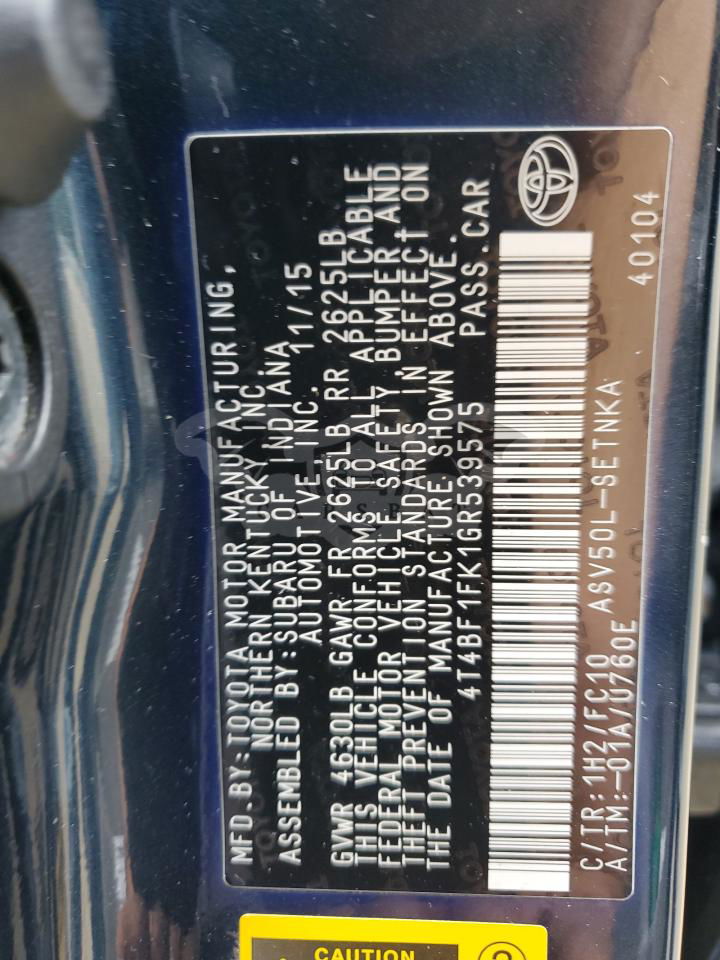 MFD.BY:TOYOTA MOTOR MANUFACTURING,
NORTHERN KENTUCKY INC.
ASSEMBLED BY:SUBARU OF INDIANA
AUTOMOTIVE,INC. 11/15
GVWR 4630LB GAWR FR 2625LB RR 2625LB
THIS VEHICLE CONFORMS TO ALL APPLICABLE
FEDERAL MOTOR VEHICLE SAFETY,BUMPER,AND
THEFT PREVENTION STANDARDS IN EFFECT ON
THE DATE OF MANUFACTURE SHOWN ABOVE.
4T4BF1FK1GR539575 PASS.CAR
C/TR:1H2/FC10 ASV50L-SETNKA 40104
A/TM:-01A/U760E
CAUTION